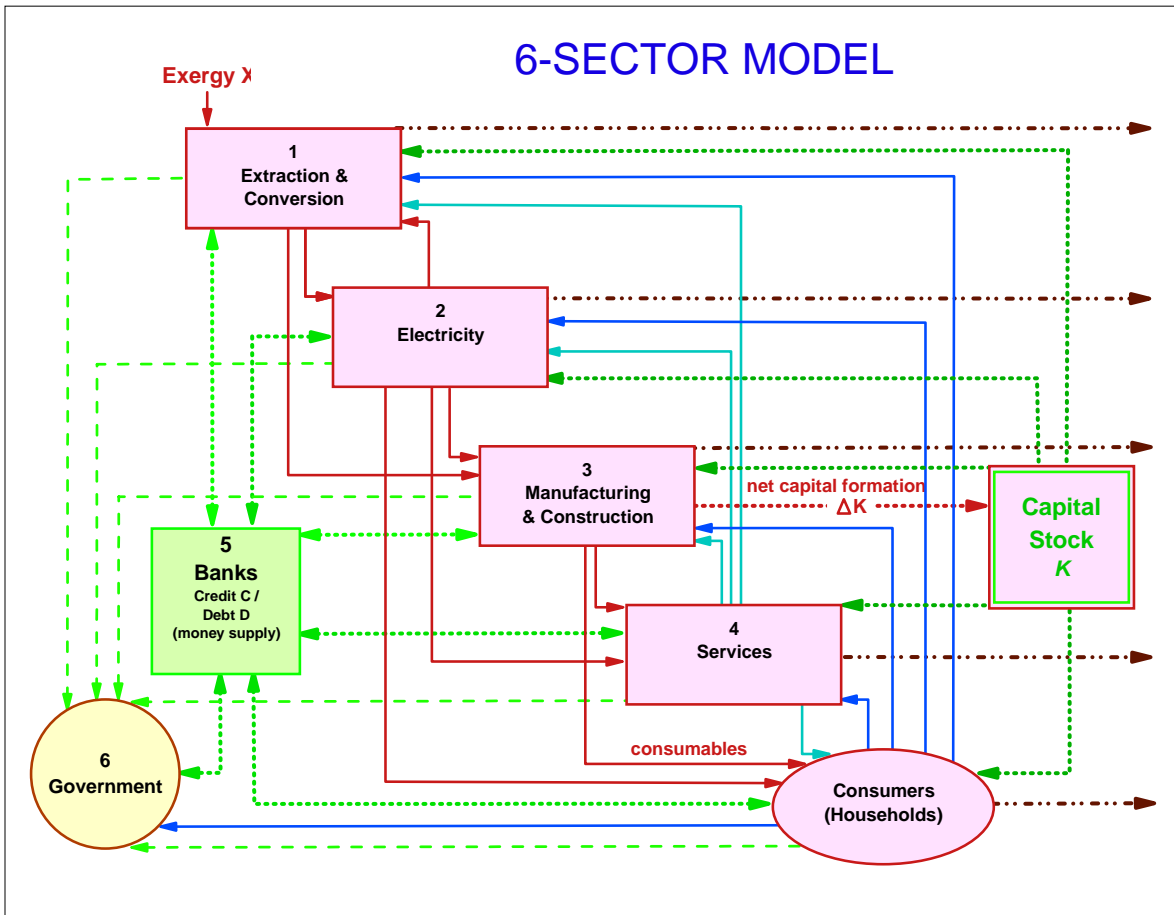 6-SECTOR MODEL
Exergy X
1
Extraction &
Conversion
2
Electricity
3
Manufacturing
& Construction
net capital formation
ΔK
Capital
Stock
K
5
Banks
Credit C /
Debt D
(money supply)
4
Services
6
Government
consumables
Consumers
(Households)